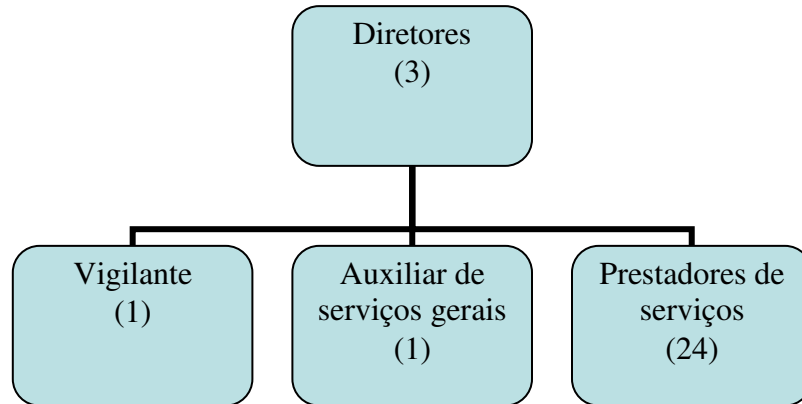 Diretores
(3)
Vigilante
(1)
Auxiliar de
serviços gerais
(1)
Prestadores de
serviços
(24)